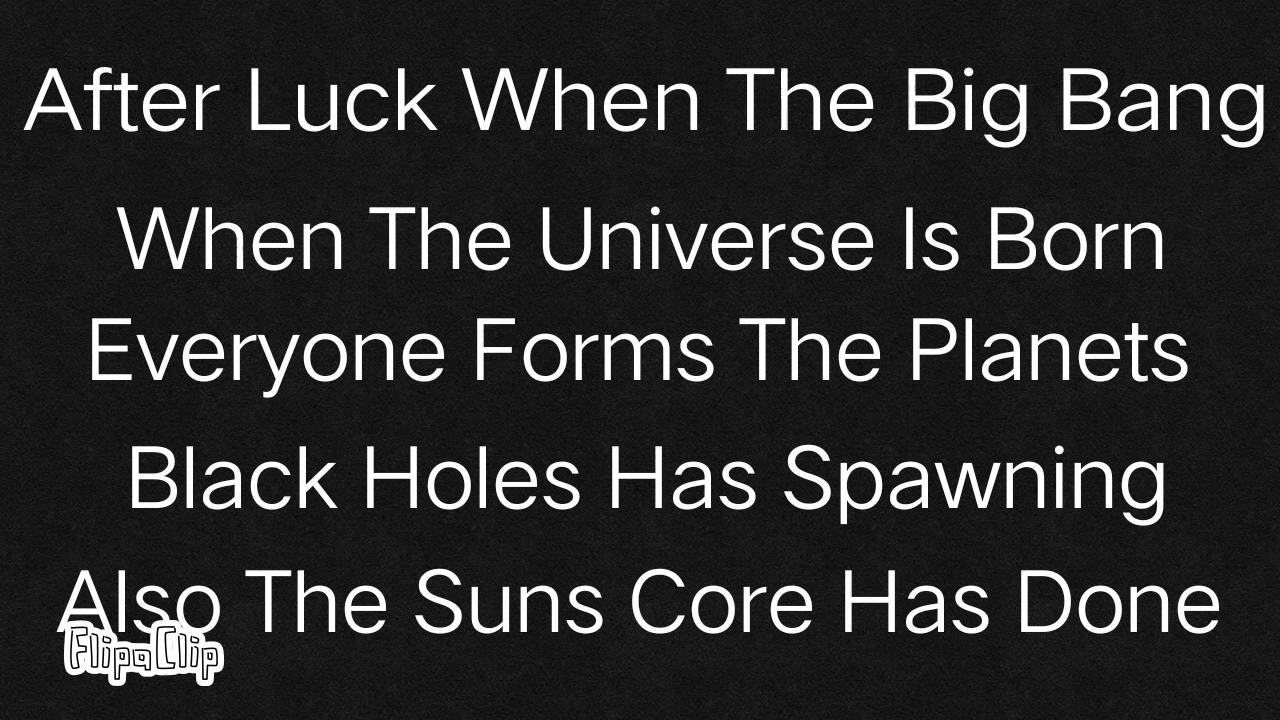 After Luck When The Big Bang
When The Universe Is Born
Everyone Forms The Planets
Black Holes Has Spawning
Also The Suns Core Has Done
FlipaClip